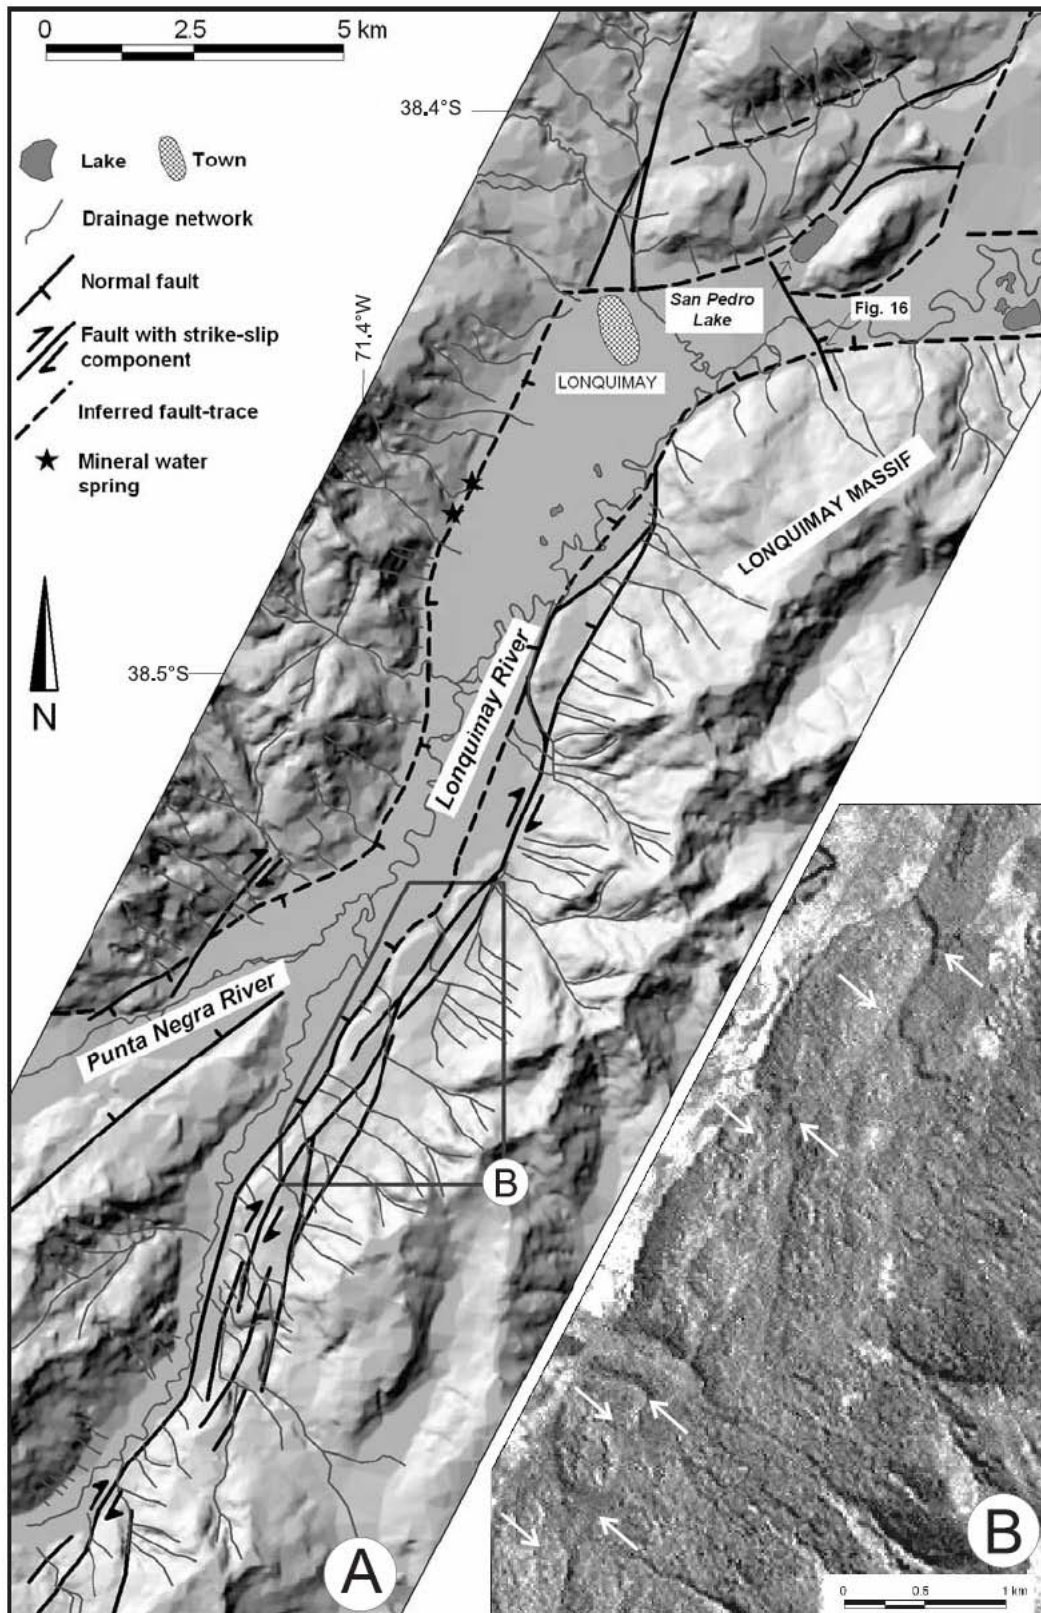 0 2.5 5 km
38.4°S
Lake Town
Drainage network
Normal fault
71.4°W
Fault with strike-slip
component
Inferred fault-trace
Mineral water
spring
San Pedro
Lake
Fig. 16
LONQUIMAY
LONQUIMAY MASSIF
38.5°S
N
Lonquimay River
Punta Negra River
B
A
B
0 0.5 1 km